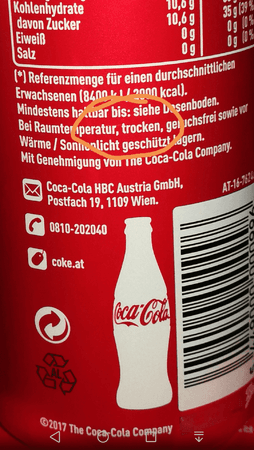 Kohlenhydrate 10,6 g
davon Zucker 10,6 g
Eiweiß 0 g 0 g
Salz 0 g 0 g
(*) Referenzmenge für einen durchschnittlichen
Erwachsenen (8400 kJ/2000 kcal).
Mindestens haltbar bis: siehe Dosenboden.
Bei Raumtemperatur, trocken, geruchsfrei sowie vor
Wärme / Sonnenlicht geschützt lagern.
Mit Genehmigung von The Coca-Cola Company.
Coca-Cola HBC Austria GmbH,
Postfach 19, 1109 Wien.
0810-202040
coke.at
Coca-Cola
AL
©2017 The Coca-Cola Company